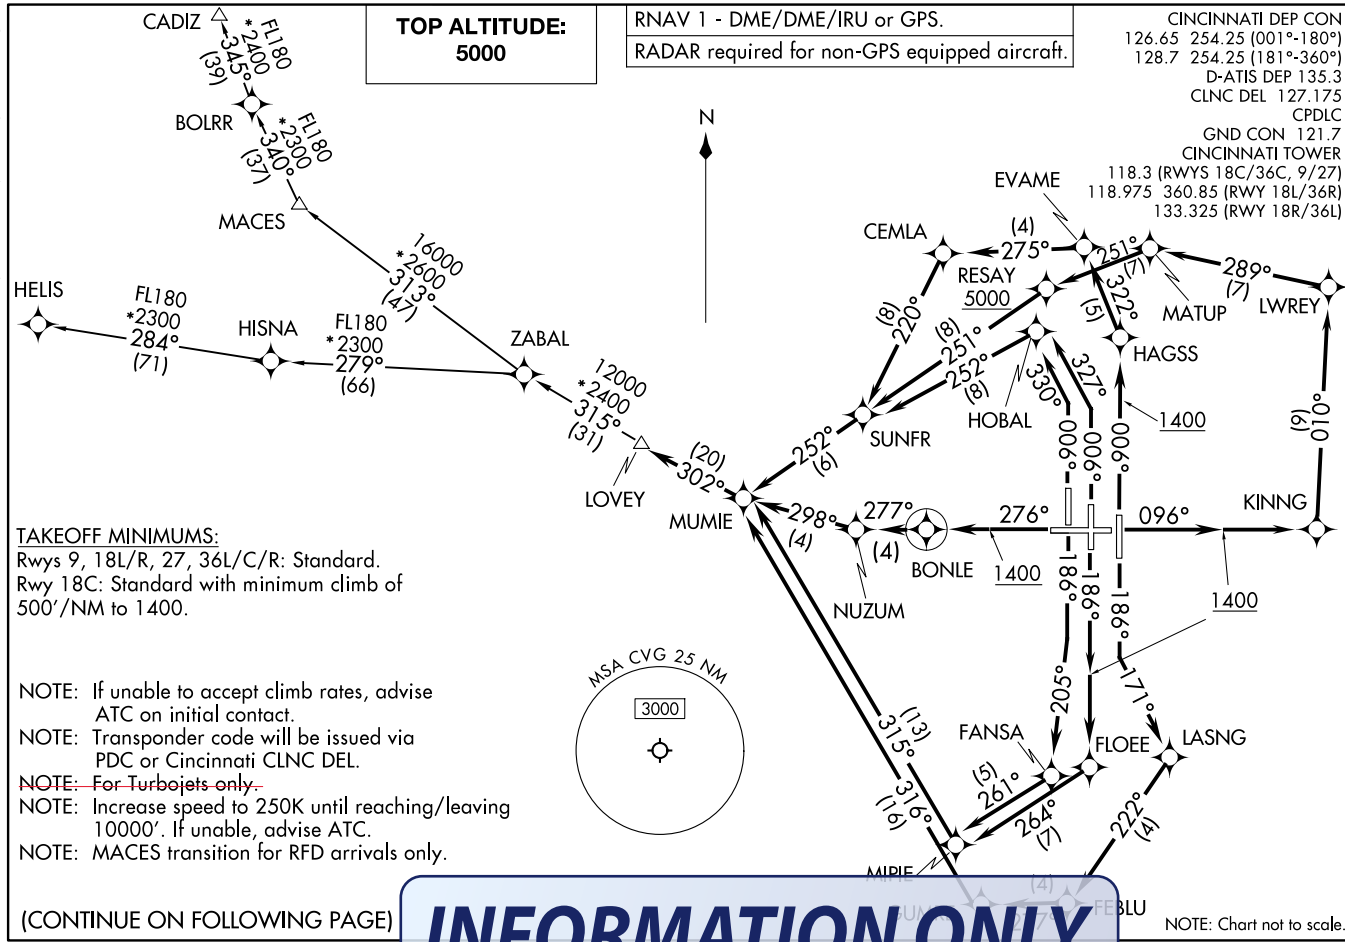 CADIZ
FL180
*2400
345°
(39)
BOLRR
FL180
*2300
340°
(37)
MACES
TOP ALTITUDE:
5000
RNAV 1 - DME/DME/IRU or GPS.
RADAR required for non-GPS equipped aircraft.
CINCINNATI DEP CON
126.65 254.25 (001°-180°)
128.7 254.25 (181°-360°)
D-ATIS DEP 135.3
CLNC DEL 127.175
CPDLC
GND CON 121.7
CINCINNATI TOWER
118.3 (RWYS 18C/36C, 9/27)
118.975 360.85 (RWY 18L/36R)
133.325 (RWY 18R/36L)
N
16000
*2600
313°
(47)
HELIS
FL180
*2300
284°
(71)
HISNA
FL180
*2300
279°
(66)
ZABAL
12000
*2400
315°
(31)
LOVEY
(20)
302°
MUMIE
EVAME
CEMLA
(4)
275°
RESAY
5000
251°
(7)
MATUP
289°
(7)
LWREY
322°
(5)
HAGSS
(8)
220°
(8)
251°
252°
(8)
HOBAL
330°
327°
006°
006°
006°
1400
(9)
010°
SUNFR
252°
(6)
KINNG
298°
(4)
277°
(4)
276°
096°
NUZUM
BONLE
1400
1400
186°
186°
186°
205°
171°
TAKEOFF MINIMUMS:
Rwys 9, 18L/R, 27, 36L/C/R: Standard.
Rwy 18C: Standard with minimum climb of
500'/NM to 1400.
NOTE: If unable to accept climb rates, advise
ATC on initial contact.
NOTE: Transponder code will be issued via
PDC or Cincinnati CLNC DEL.
NOTE: For Turbojets only.
NOTE: Increase speed to 250K until reaching/leaving
10000'. If unable, advise ATC.
NOTE: MACES transition for RFD arrivals only.
MSA CVG 25 NM
3000
(13)
315°
316°
(16)
FANSA
FLOEE
LASNG
(5)
261°
264°
(7)
222°
(4)
MIPIE
(4)
FEBLU
(CONTINUE ON FOLLOWING PAGE)
INFORMATION ONLY
NOTE: Chart not to scale.